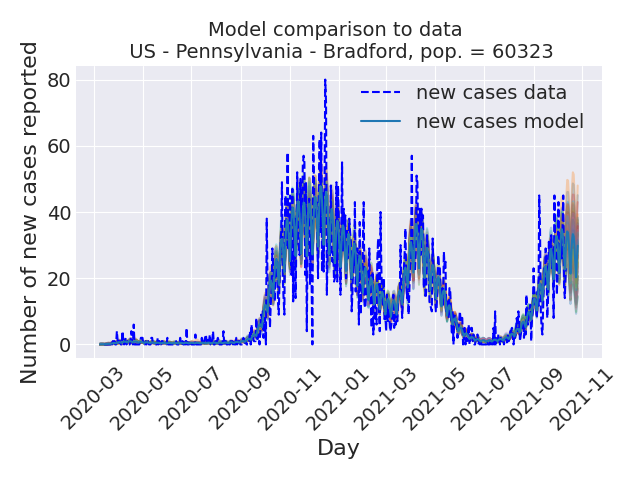 Model comparison to data
US - Pennsylvania - Bradford, pop. = 60323
Number of new cases reported
80
60
40
20
0
new cases data
new cases model
2020-03
2020-05
2020-07
2020-09
2020-11
2021-01
2021-03
2021-05
2021-07
2021-09
2021-11
Day